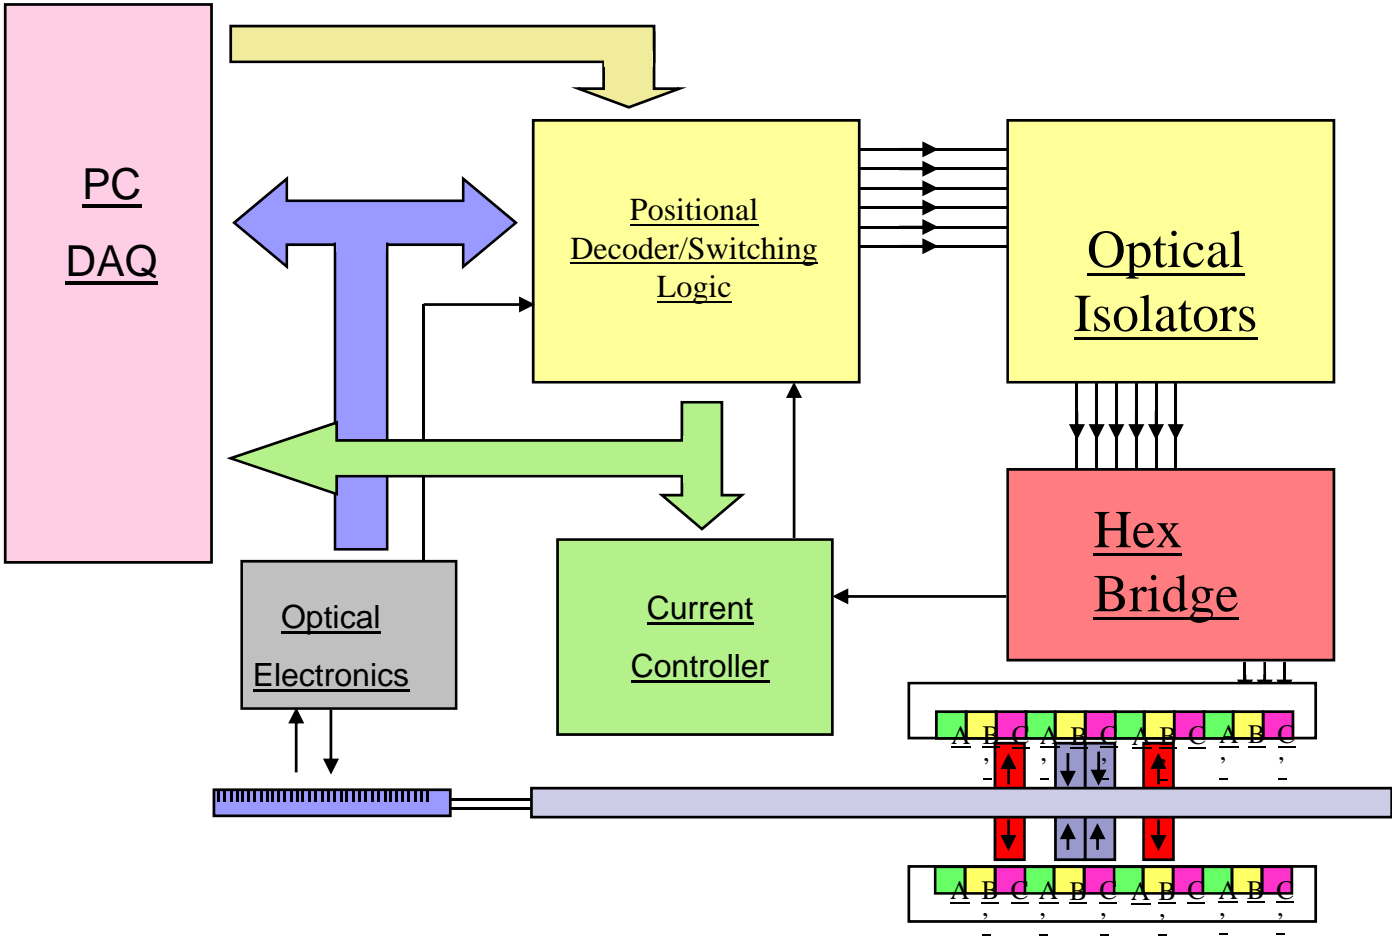 PC
DAQ
Positional
Decoder/Switching
Logic
Optical
Isolators
Hex
Bridge
Optical
Electronics
Current
Controller
A B' C A' B C' A B' C A' B C'
A B' C A' B C' A B' C A' B C'